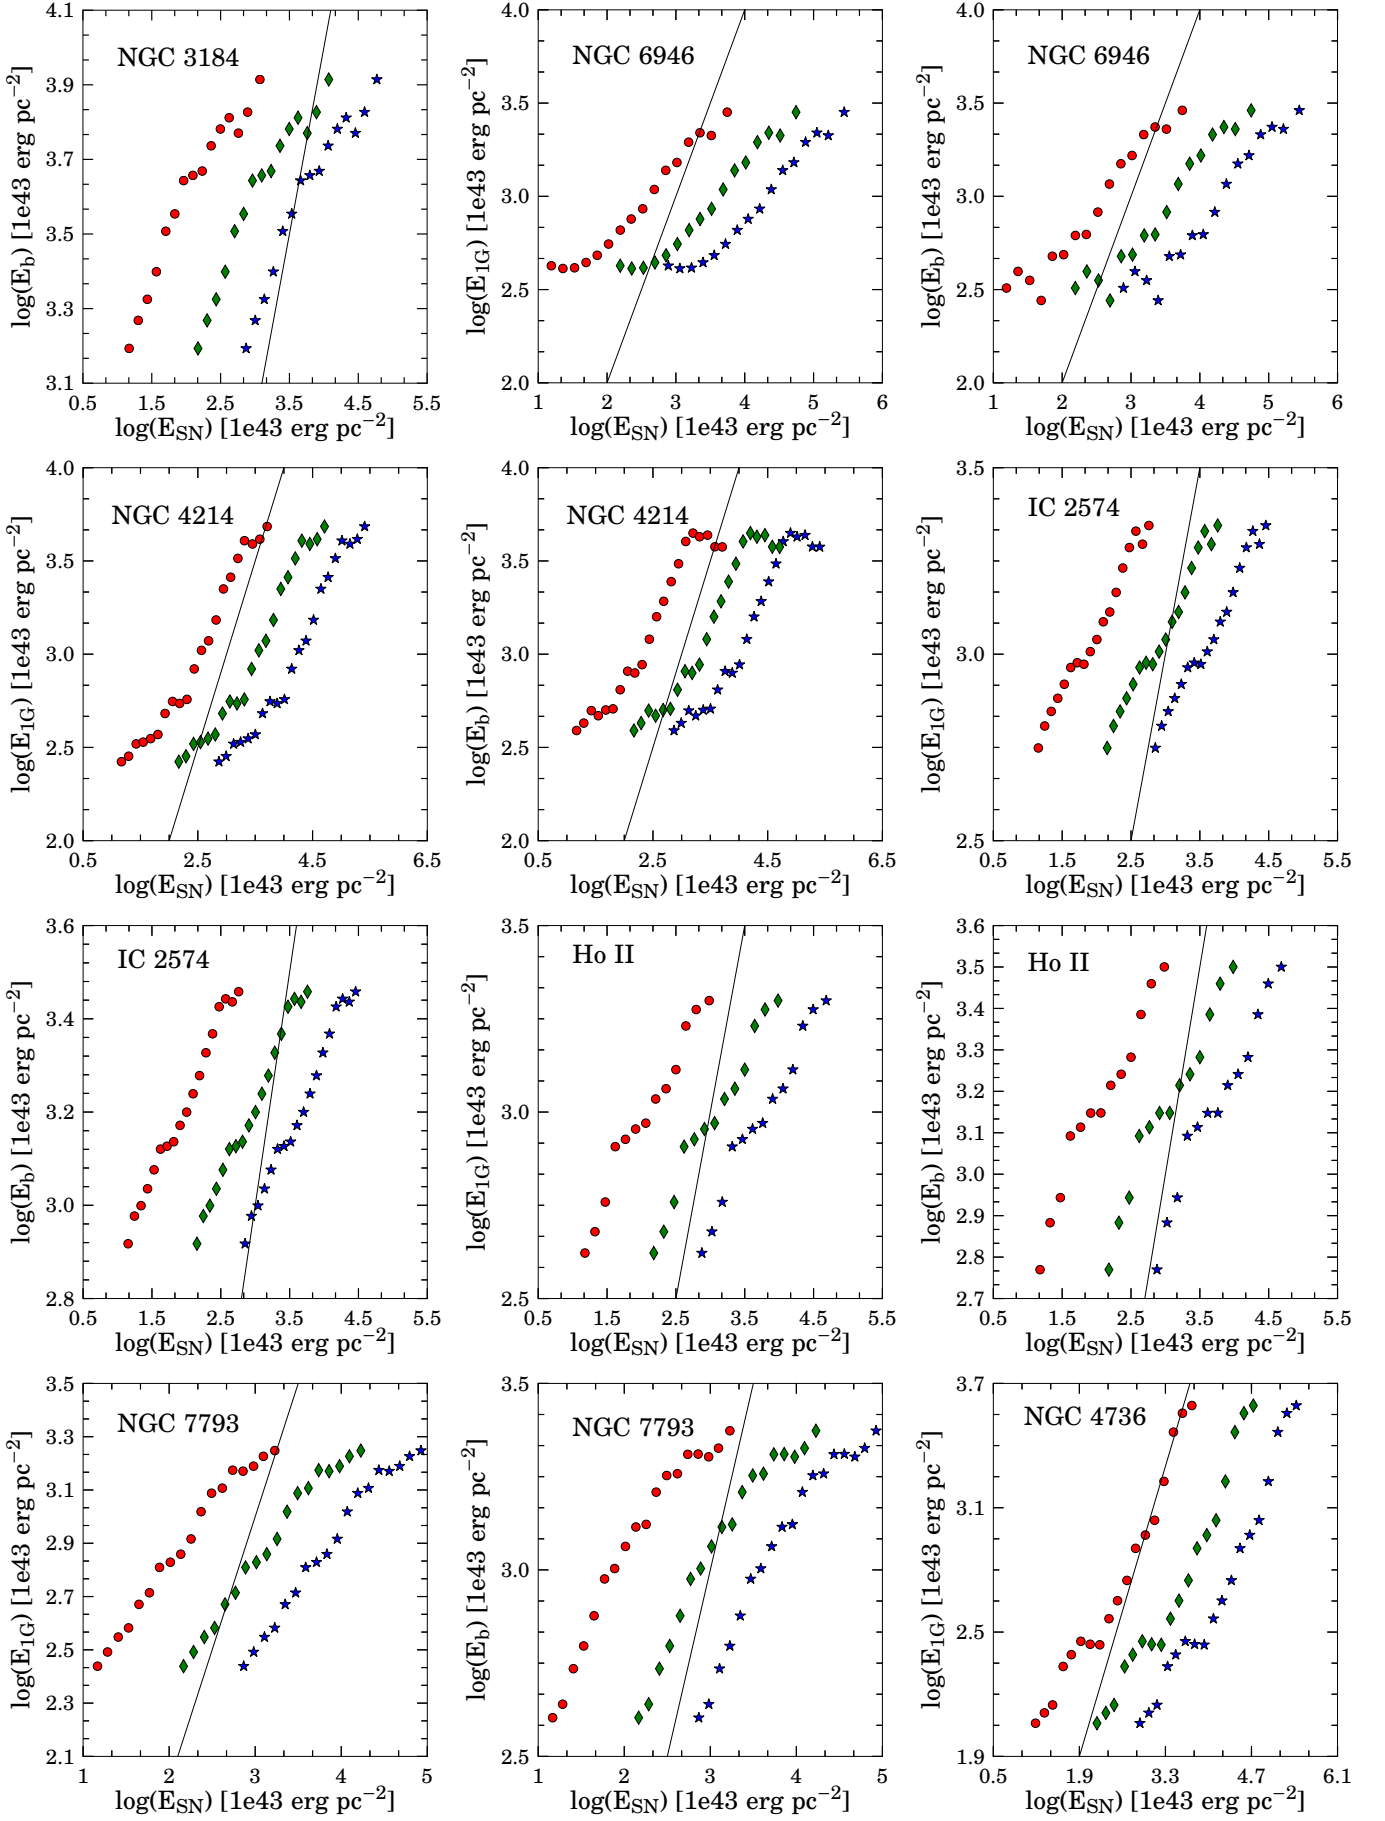 NGC 3184
log(E_b) [1e43 erg pc^−2]
4.1
3.9
3.7
3.5
3.3
3.1
0.5 1.5 2.5 3.5 4.5 5.5
log(E_SN) [1e43 erg pc^−2]
NGC 6946
log(E_1G) [1e43 erg pc^−2]
4.0
3.5
3.0
2.5
2.0
1 2 3 4 5 6
log(E_SN) [1e43 erg pc^−2]
NGC 6946
log(E_b) [1e43 erg pc^−2]
4.0
3.5
3.0
2.5
2.0
1 2 3 4 5 6
log(E_SN) [1e43 erg pc^−2]
NGC 4214
log(E_1G) [1e43 erg pc^−2]
4.0
3.5
3.0
2.5
2.0
0.5 2.5 4.5 6.5
log(E_SN) [1e43 erg pc^−2]
NGC 4214
log(E_b) [1e43 erg pc^−2]
4.0
3.5
3.0
2.5
2.0
0.5 2.5 4.5 6.5
log(E_SN) [1e43 erg pc^−2]
IC 2574
log(E_1G) [1e43 erg pc^−2]
3.5
3.0
2.5
0.5 1.5 2.5 3.5 4.5 5.5
log(E_SN) [1e43 erg pc^−2]
IC 2574
log(E_b) [1e43 erg pc^−2]
3.6
3.4
3.2
3.0
2.8
0.5 1.5 2.5 3.5 4.5 5.5
log(E_SN) [1e43 erg pc^−2]
Ho II
log(E_1G) [1e43 erg pc^−2]
3.5
3.0
2.5
0.5 1.5 2.5 3.5 4.5 5.5
log(E_SN) [1e43 erg pc^−2]
Ho II
log(E_b) [1e43 erg pc^−2]
3.6
3.5
3.4
3.3
3.2
3.1
3.0
2.9
2.8
2.7
0.5 1.5 2.5 3.5 4.5 5.5
log(E_SN) [1e43 erg pc^−2]
NGC 7793
log(E_1G) [1e43 erg pc^−2]
3.5
3.3
3.1
2.9
2.7
2.5
2.3
2.1
1 2 3 4 5
log(E_SN) [1e43 erg pc^−2]
NGC 7793
log(E_b) [1e43 erg pc^−2]
3.5
3.0
2.5
1 2 3 4 5
log(E_SN) [1e43 erg pc^−2]
NGC 4736
log(E_1G) [1e43 erg pc^−2]
3.7
3.1
2.5
1.9
0.5 1.9 3.3 4.7 6.1
log(E_SN) [1e43 erg pc^−2]